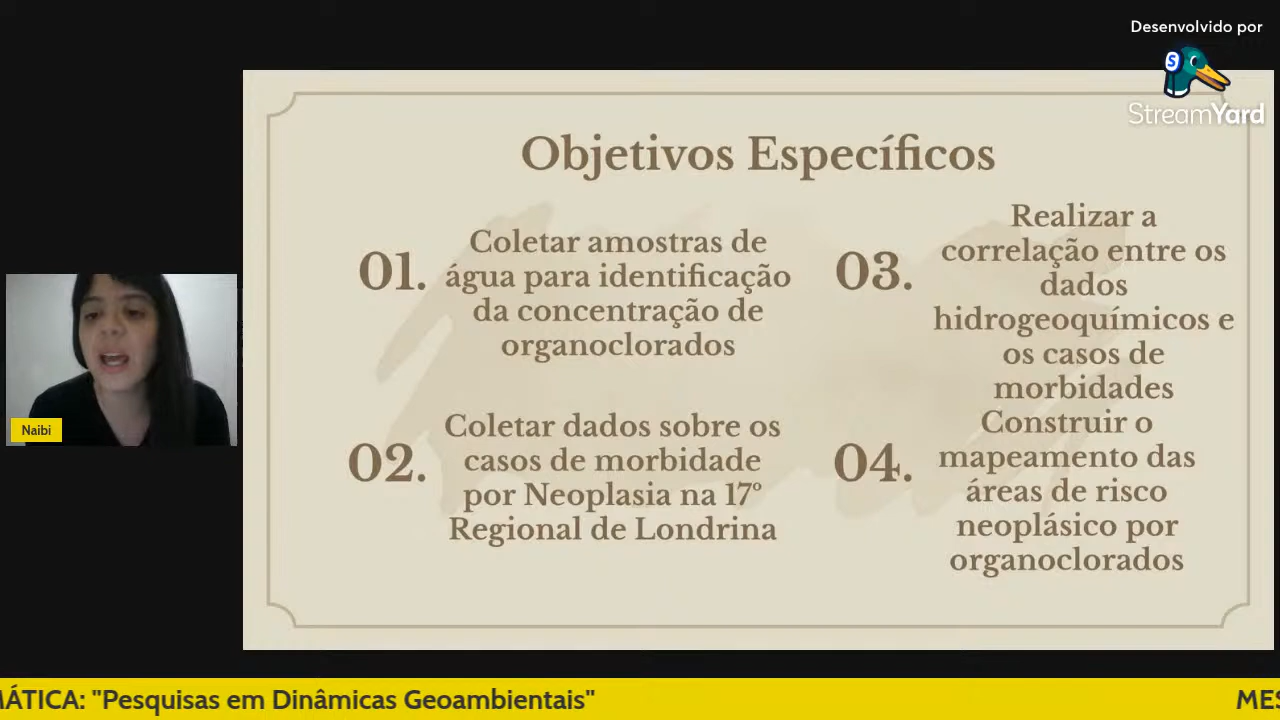 Desenvolvido por
StreamYard
Objetivos Específicos
01.
Coletar amostras de
água para identificação
da concentração de
organoclorados
02.
Coletar dados sobre os
casos de morbidade
por Neoplasia na 17º
Regional de Londrina
03.
Realizar a
correlação entre os
dados
hidrogeoquímicos e
os casos de
morbidades
04.
Construir o
mapeamento das
áreas de risco
neoplásico por
organoclorados
Naibi
MÁTICA: "Pesquisas em Dinâmicas Geoambientais"
MES